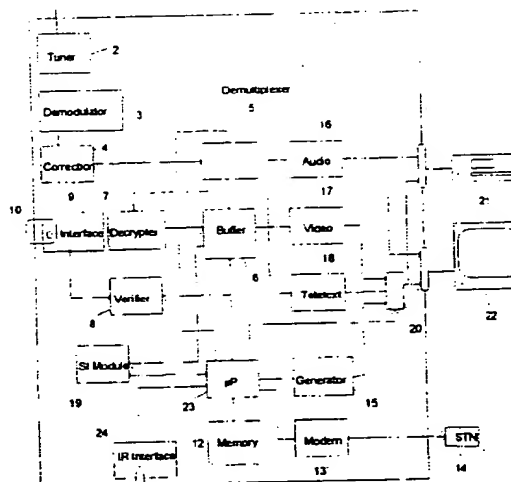 Tuner 2
Demodulator
3
Demultiplexer
5
4
16
Correction
Audio
9 7
17
21
10
C Interface Decrypter Buffer Video
18
6
Verifier
Teletext
8
20 22
SI Module
µP Generator
19 23 15
24
12 Memory Modem STN
IR Interface
13 14